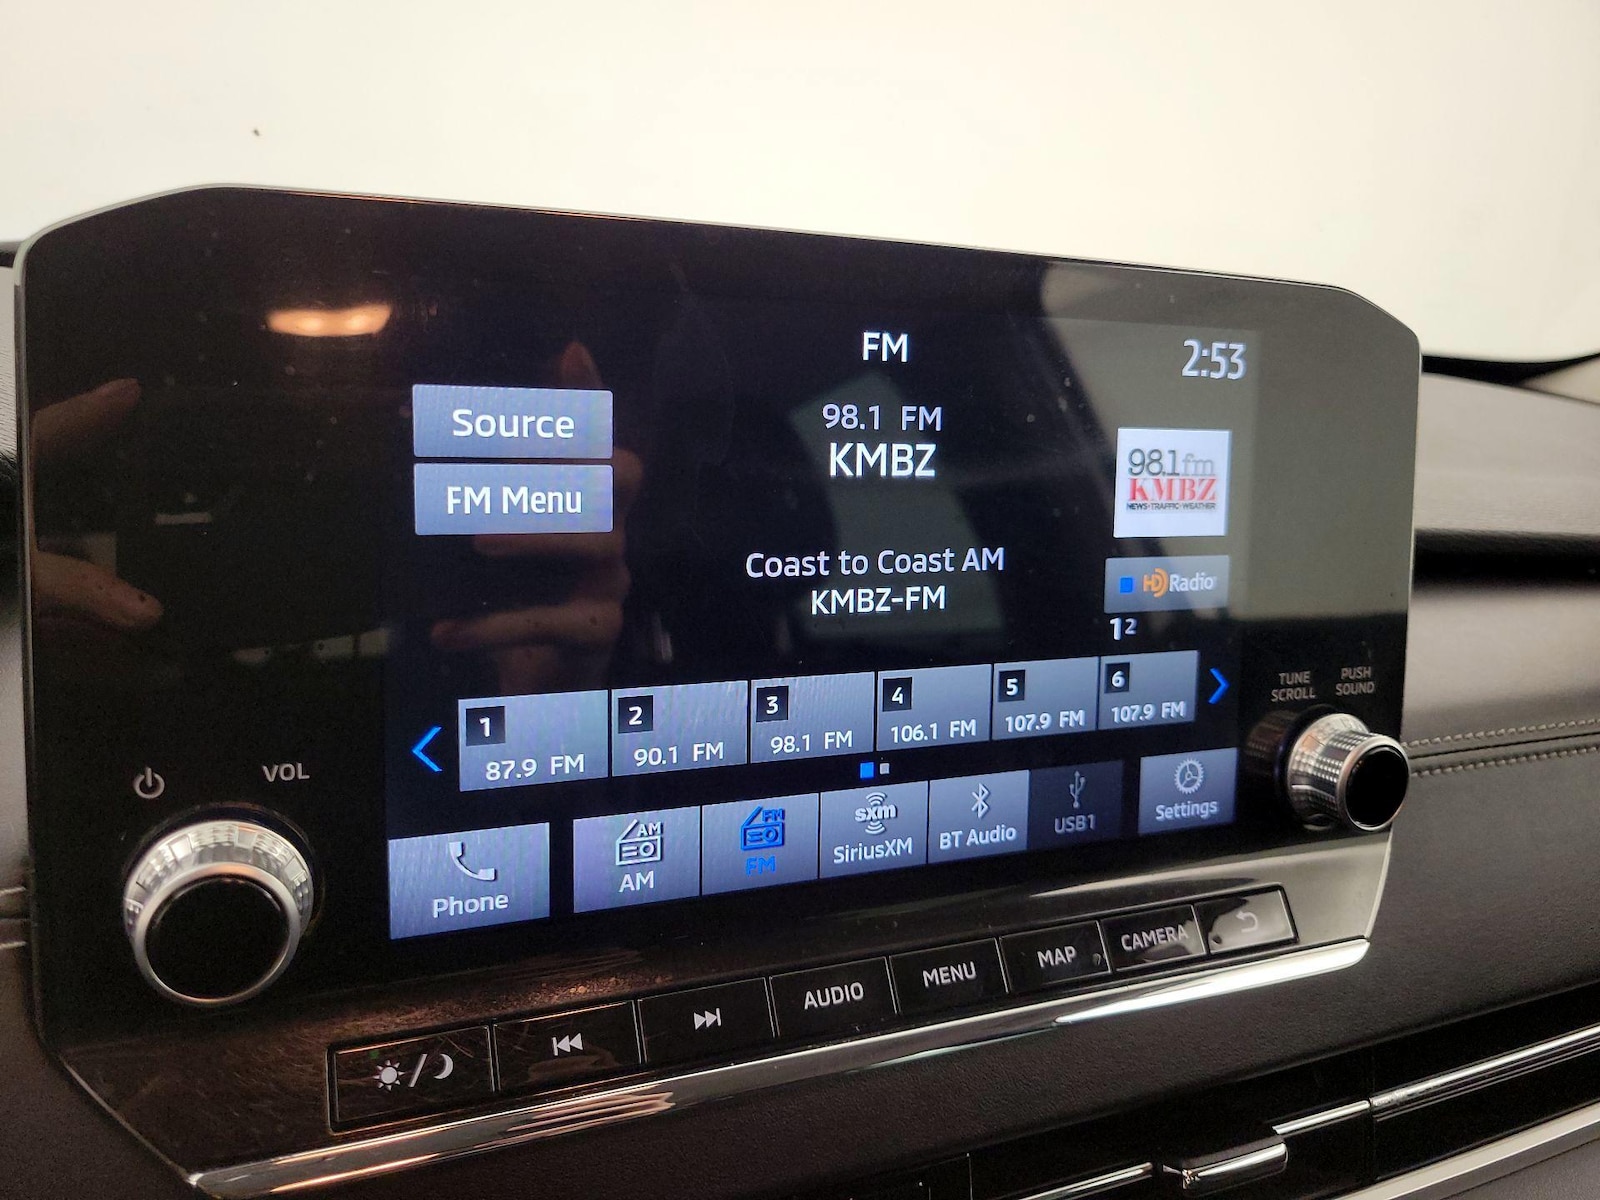 FM
2:53
Source
FM Menu
98.1 FM
KMBZ
98.1fm
KMBZ
NEWS•TRAFFIC•WEATHER
Coast to Coast AM
KMBZ-FM
HD Radio
1 2
1
87.9 FM
2
90.1 FM
3
98.1 FM
4
106.1 FM
5
107.9 FM
6
107.9 FM
TUNE
SCROLL
PUSH
SOUND
VOL
Phone
AM
AM
FM
FM
sxm
SiriusXM
BT Audio
USB1
Settings
AUDIO
MENU
MAP
CAMERA